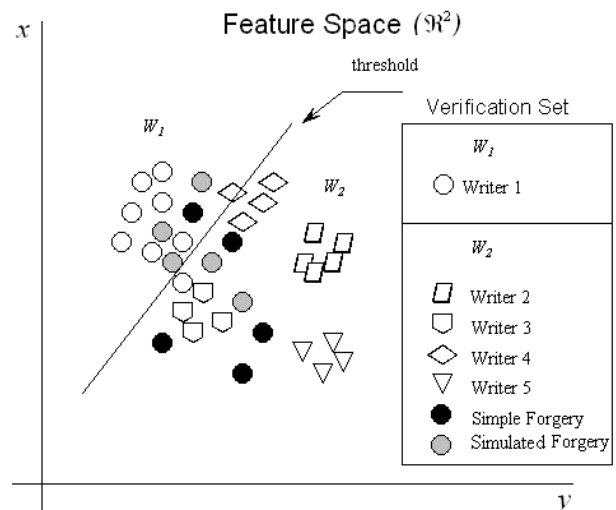 Feature Space (ℜ²)
x
threshold
Verification Set
W₁
W₁
Writer 1
W₂
W₂
Writer 2
Writer 3
Writer 4
Writer 5
Simple Forgery
Simulated Forgery
y